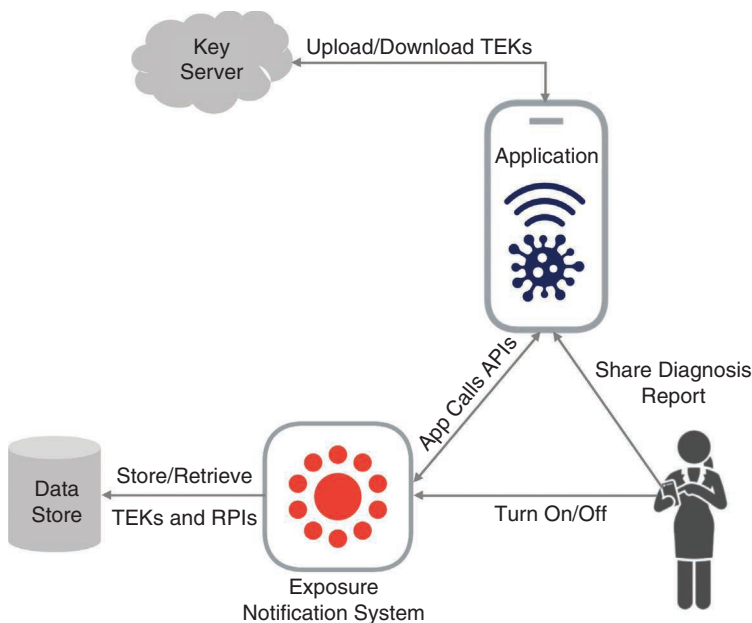 Key
Server
Upload/Download TEKs
Application
App Calls APIs
Share Diagnosis
Report
Data
Store
Store/Retrieve
TEKs and RPIs
Turn On/Off
Exposure
Notification System